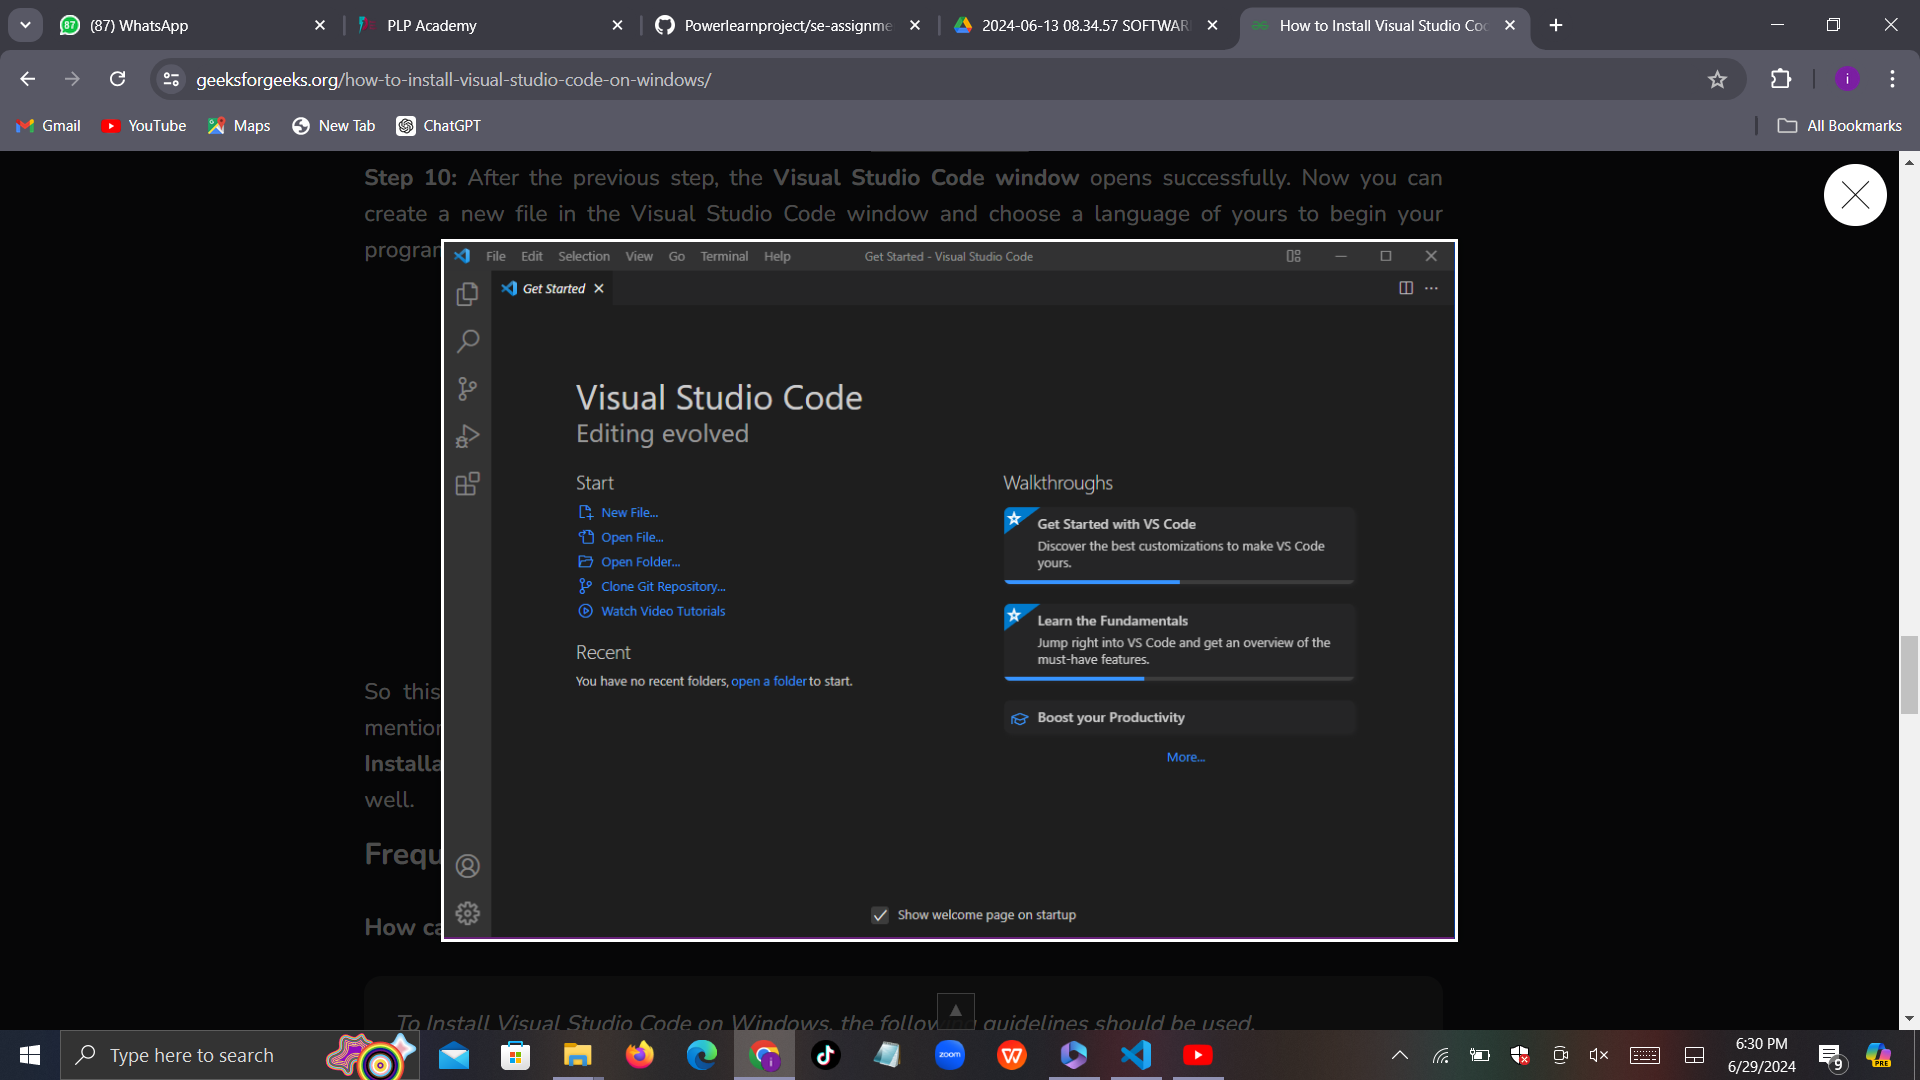 (87) WhatsApp
PLP Academy
Powerlearnproject/se-assignme
2024-06-13 08.34.57 SOFTWAR
How to Install Visual Studio Cod
geeksforgeeks.org/how-to-install-visual-studio-code-on-windows/
i
Gmail
YouTube
Maps
New Tab
ChatGPT
All Bookmarks
Step 10: After the previous step, the Visual Studio Code window opens successfully. Now you can
create a new file in the Visual Studio Code window and choose a language of yours to begin your
program
File Edit Selection View Go Terminal Help
Get Started - Visual Studio Code
Get Started
Visual Studio Code
Editing evolved
Start
New File...
Open File...
Open Folder...
Clone Git Repository...
Watch Video Tutorials
Recent
You have no recent folders, open a folder to start.
Walkthroughs
Get Started with VS Code
Discover the best customizations to make VS Code
yours.
Learn the Fundamentals
Jump right into VS Code and get an overview of the
must-have features.
Boost your Productivity
More...
Show welcome page on startup
So this
mention
Installa
well.
Frequ
How ca
To Install Visual Studio Code on Windows, the following guidelines should be used.
Type here to search
zoom
6:30 PM
6/29/2024
9
PRE